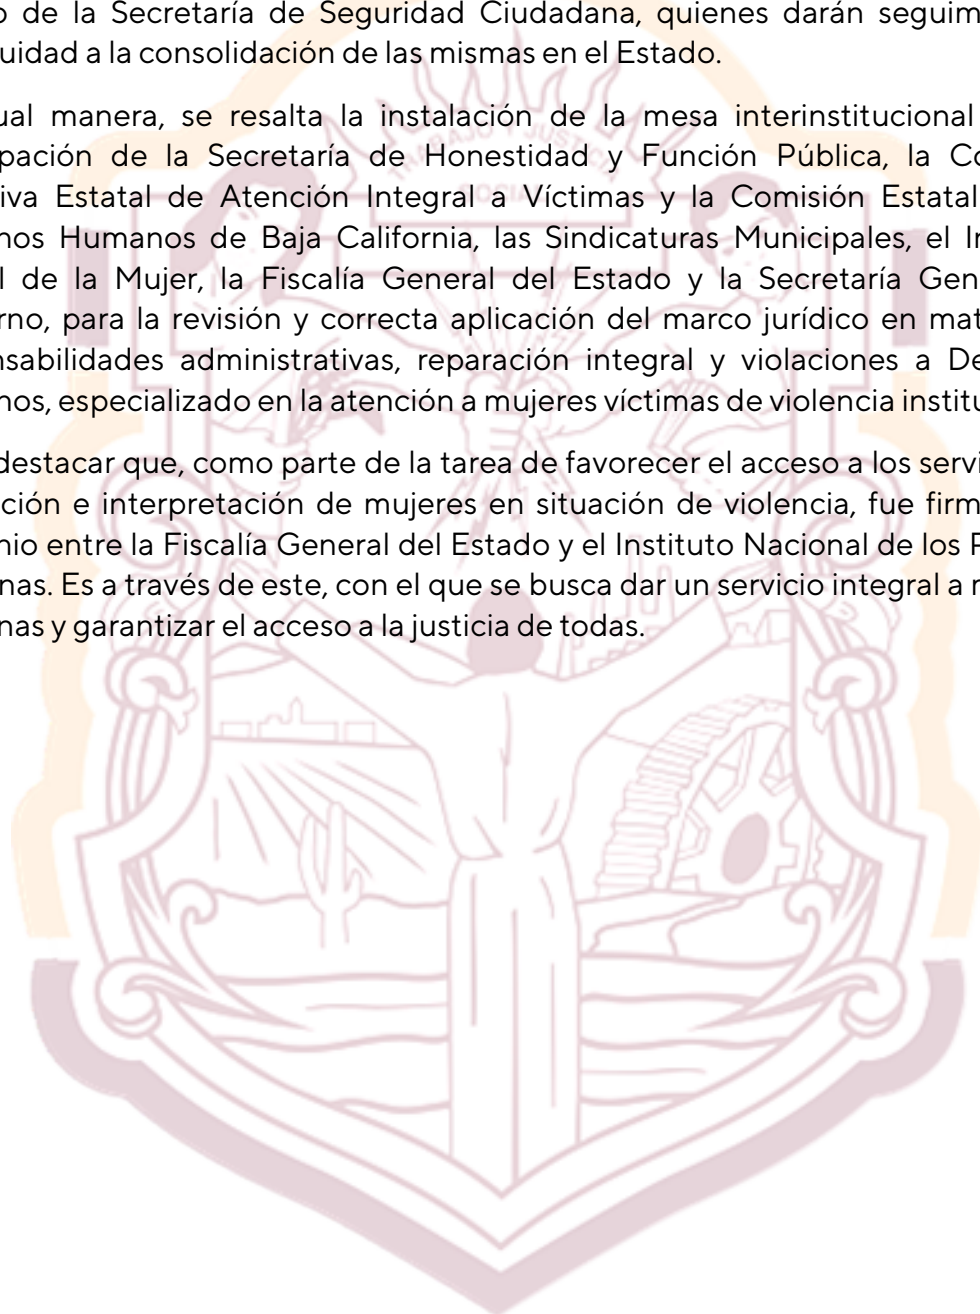 de la Secretaría de Seguridad Ciudadana, quienes darán seguim
uidad a la consolidación de las mismas en el Estado.
ual manera, se resalta la instalación de la mesa interinstitucional
pación de la Secretaría de Honestidad y Función Pública, la Co
iva Estatal de Atención Integral a Víctimas y la Comisión Estatal
nos Humanos de Baja California, las Sindicaturas Municipales, el In
l de la Mujer, la Fiscalía General del Estado y la Secretaría Gen
rno, para la revisión y correcta aplicación del marco jurídico en mat
nsabilidades administrativas, reparación integral y violaciones a De
nos, especializado en la atención a mujeres víctimas de violencia institu
destacar que, como parte de la tarea de favorecer el acceso a los servi
ción e interpretación de mujeres en situación de violencia, fue firm
nio entre la Fiscalía General del Estado y el Instituto Nacional de los P
nas. Es a través de este, con el que se busca dar un servicio integral a
nas y garantizar el acceso a la justicia de todas.
TRABAJO Y JUSTICIA
SOCIAL